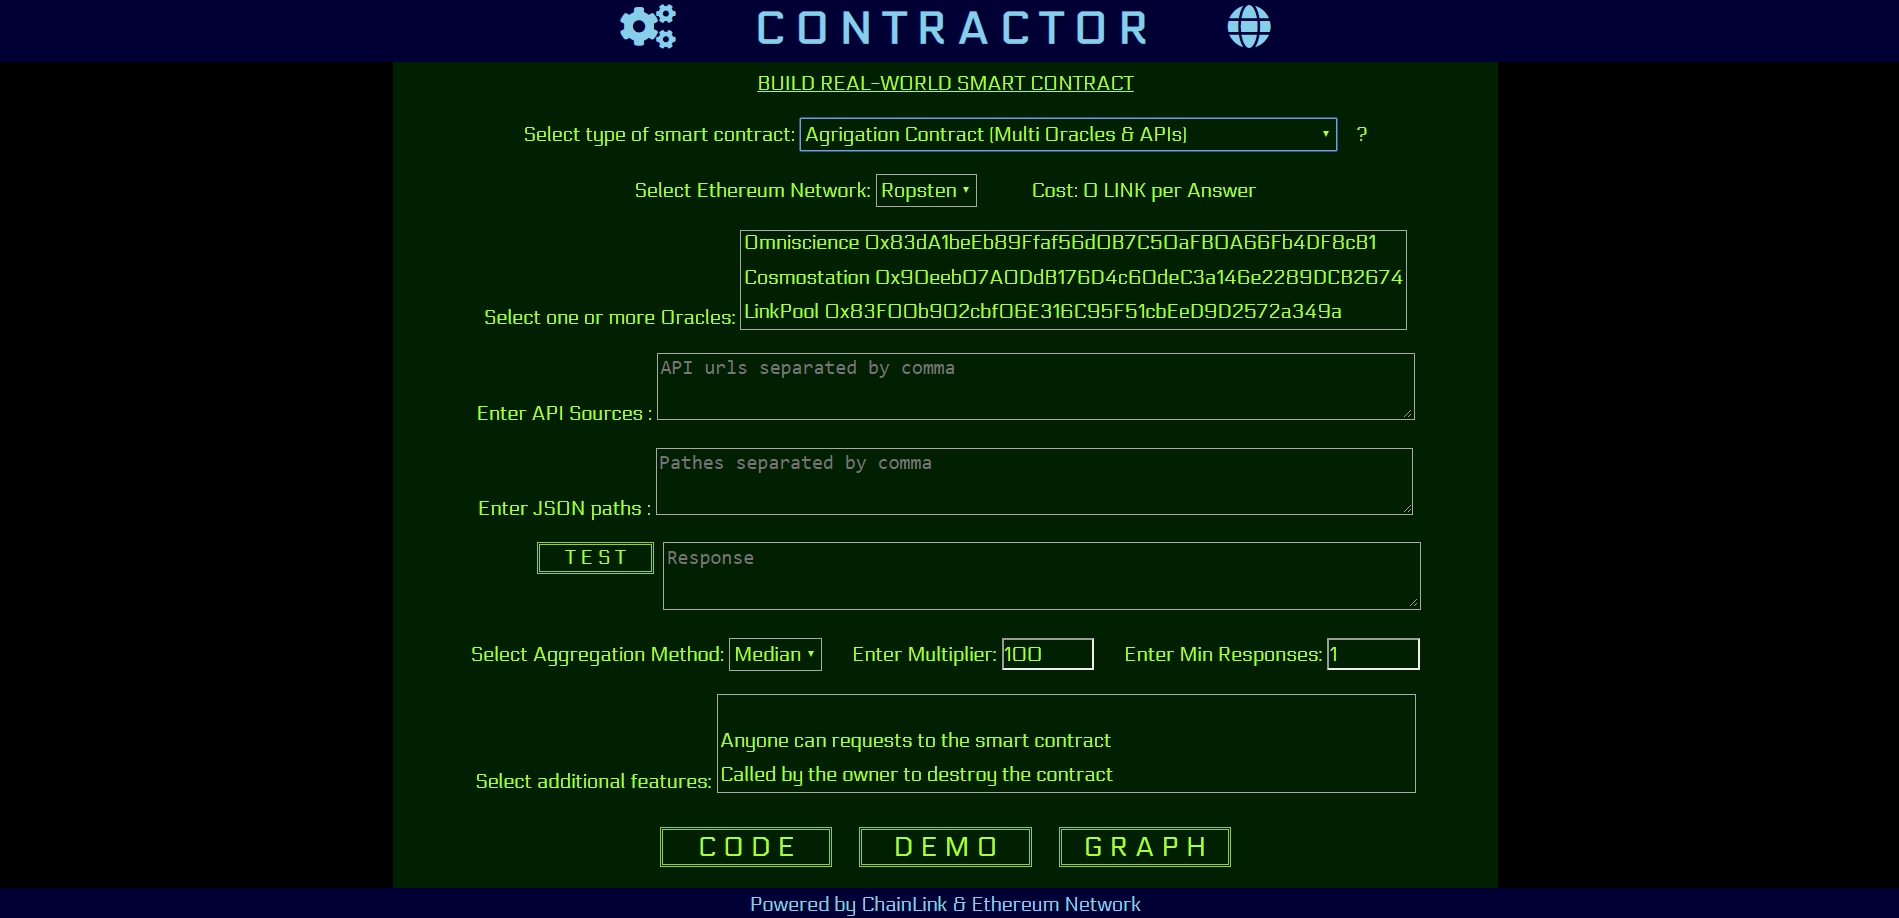 CONTRACTOR
BUILD REAL-WORLD SMART CONTRACT
Select type of smart contract: Agrigation Contract (Multi Oracles & APIs) ?
Select Ethereum Network: Ropsten Cost: 0 LINK per Answer
Omniscience 0x83dA1beEb89Ffaf56d0B7C50aFB0A66Fb4DF8cB1
Cosmostation 0x90eeb07A0DdB176D4c60deC3a146e2289DCB2674
Select one or more Oracles: LinkPool 0x83F00b902cbf06E316C95F51cbEeD9D2572a349a
API urls separated by comma
Enter API Sources :
Pathes separated by comma
Enter JSON paths :
TEST Response
Select Aggregation Method: Median Enter Multiplier: 100 Enter Min Responses: 1
Anyone can requests to the smart contract
Select additional features: Called by the owner to destroy the contract
CODE DEMO GRAPH
Powered by ChainLink & Ethereum Network